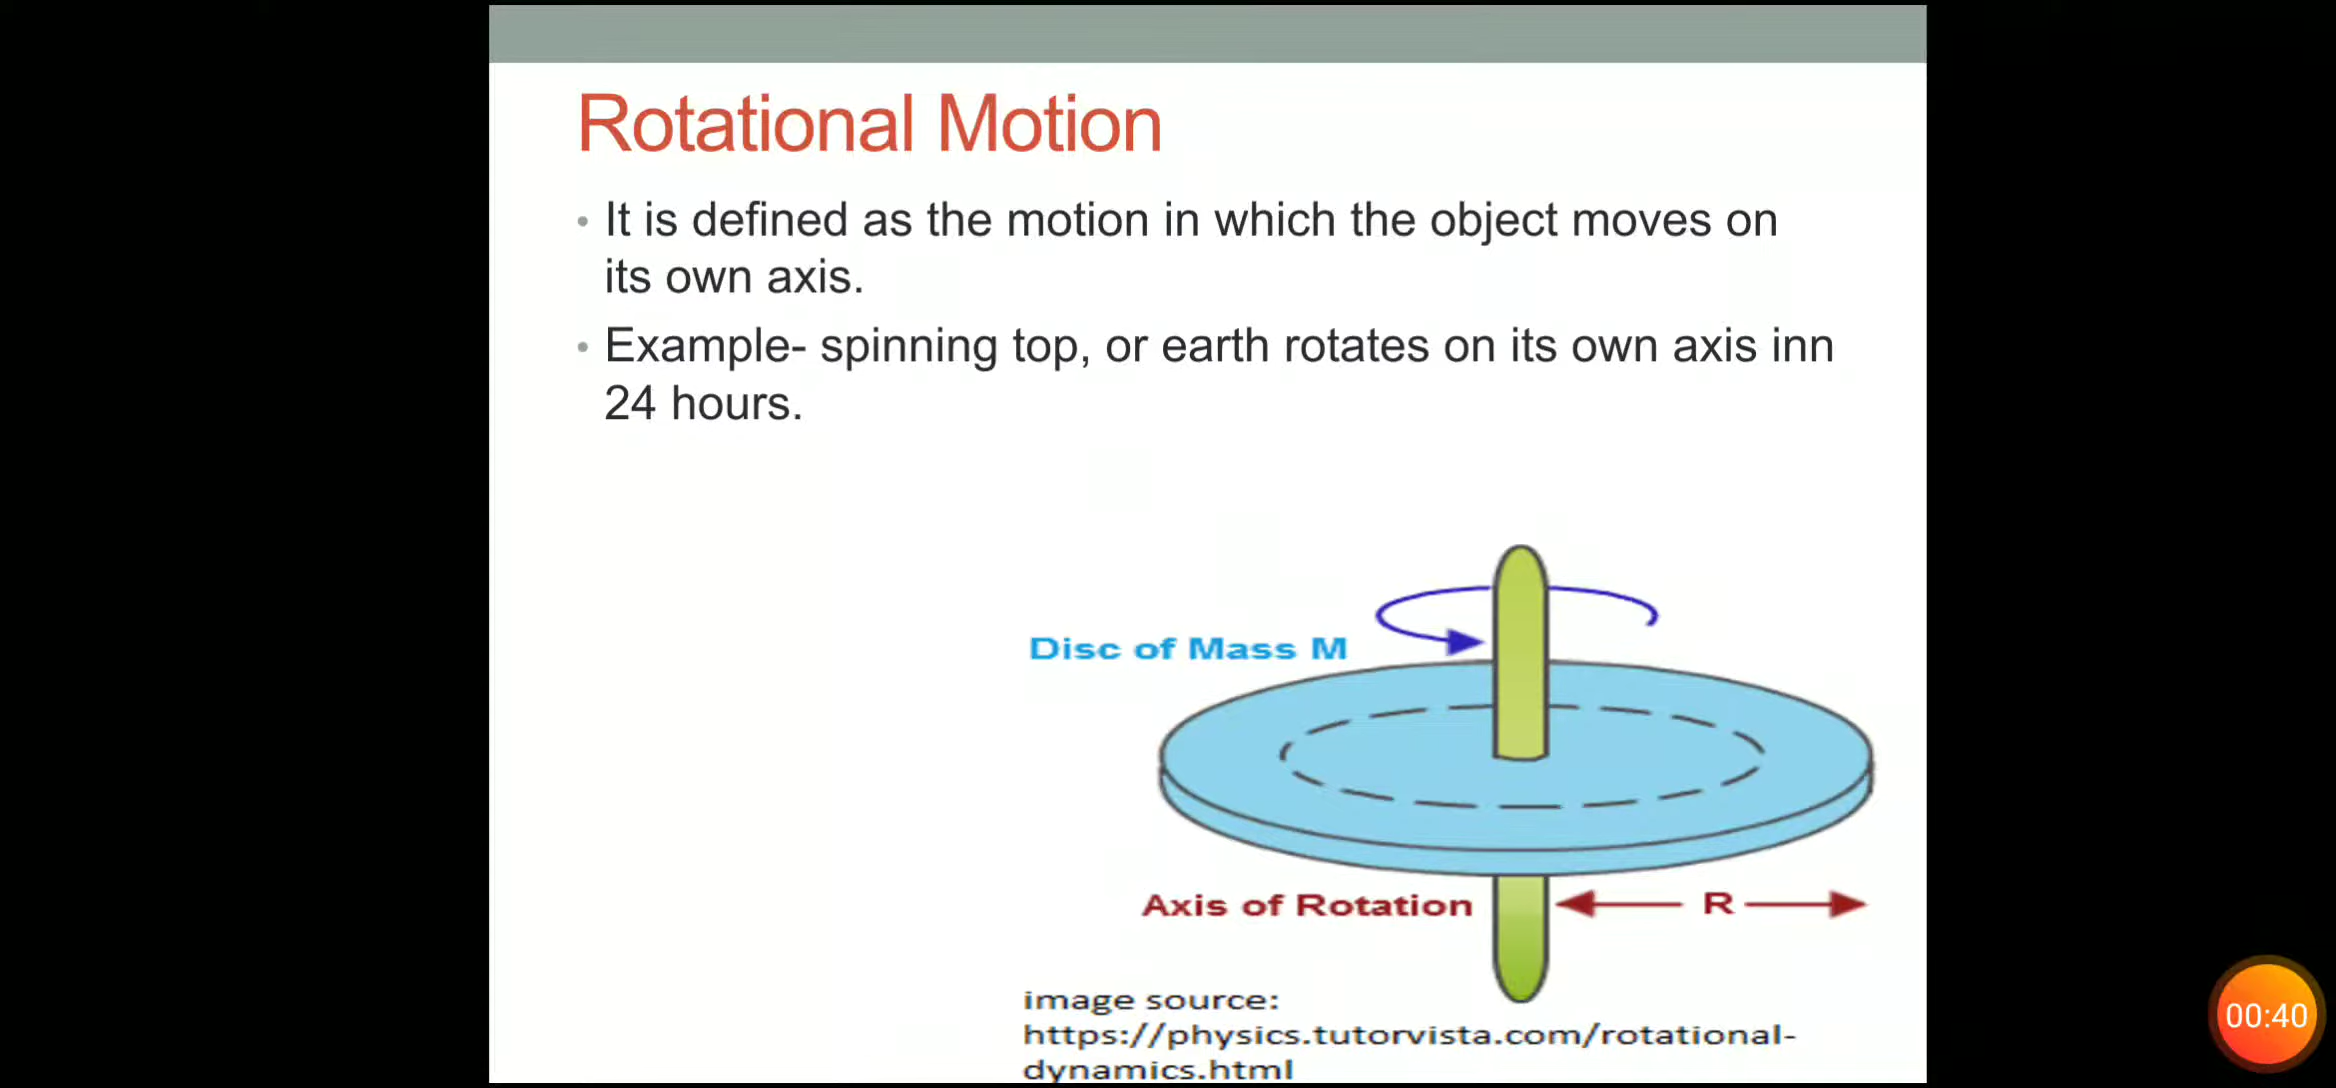 Rotational Motion
• It is defined as the motion in which the object moves on
its own axis.
• Example- spinning top, or earth rotates on its own axis inn
24 hours.
Disc of Mass M
Axis of Rotation
R
image source:
https://physics.tutorvista.com/rotational-
dynamics.html
00:40